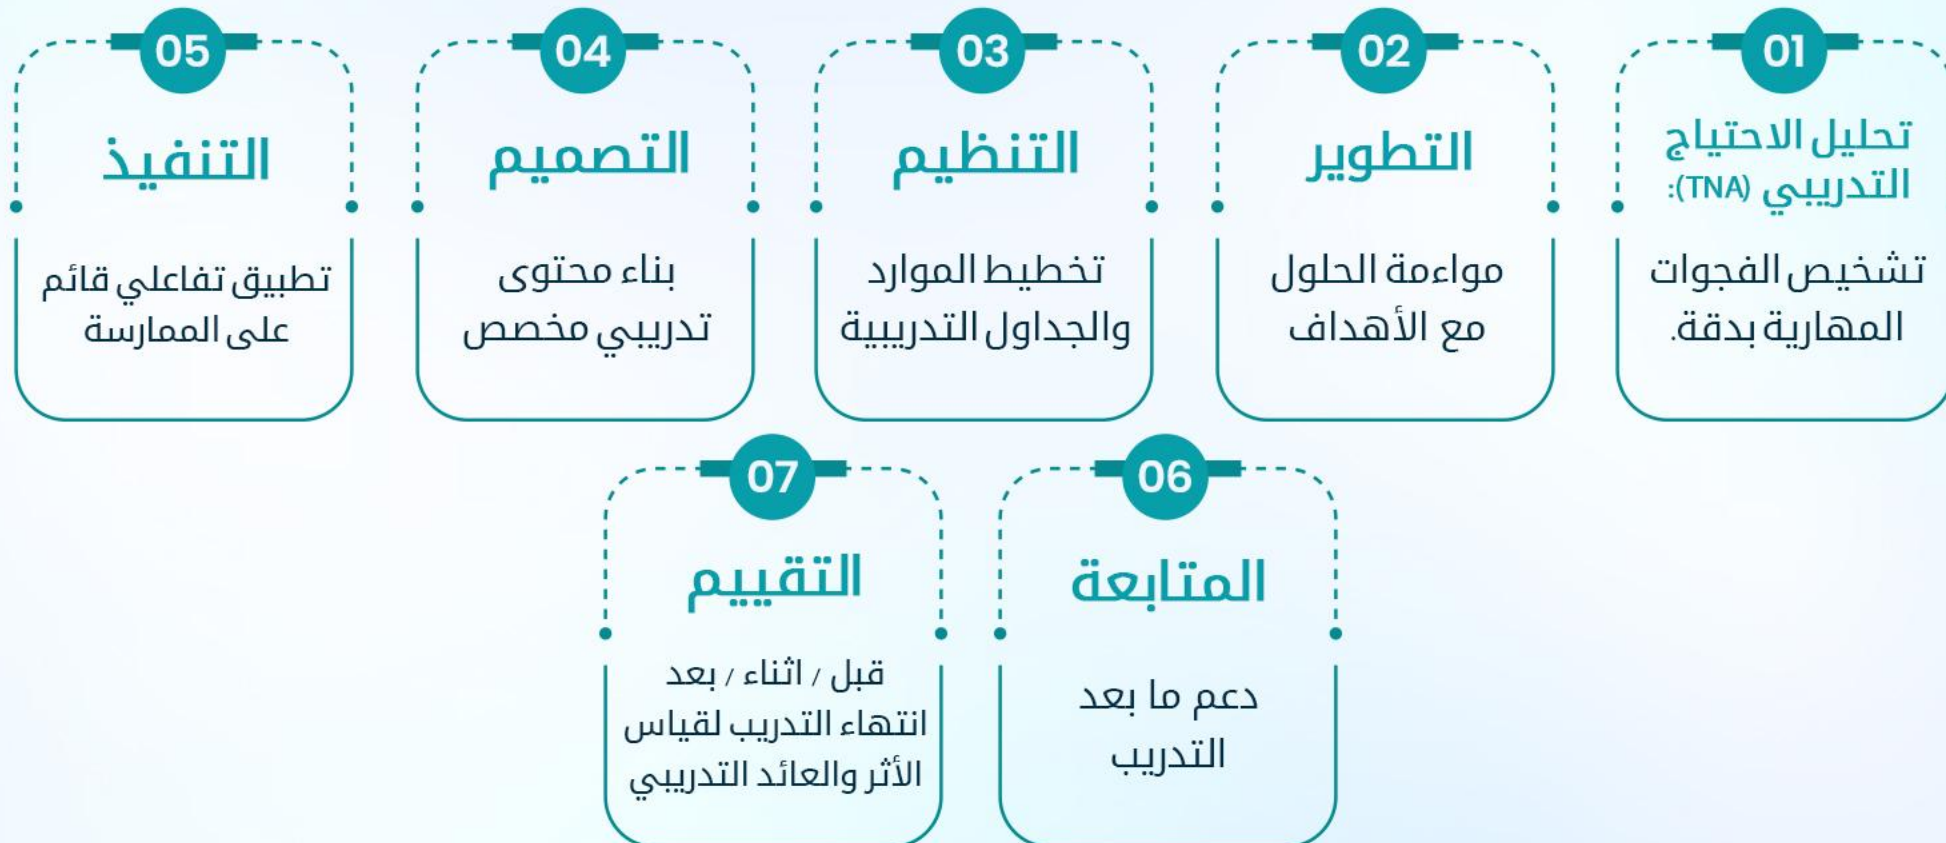 01
تحليل الاحتياج
التدريبي (TNA):
تشخيص الفجوات
المهارية بدقة.
02
التطوير
مواءمة الحلول
مع الأهداف
03
التنظيم
تخطيط الموارد
والجداول التدريبية
04
التصميم
بناء محتوى
تدريبي مخصص
05
التنفيذ
تطبيق تفاعلي قائم
على الممارسة
06
المتابعة
دعم ما بعد
التدريب
07
التقييم
قبل / اثناء / بعد
انتهاء التدريب لقياس
الأثر والعائد التدريبي